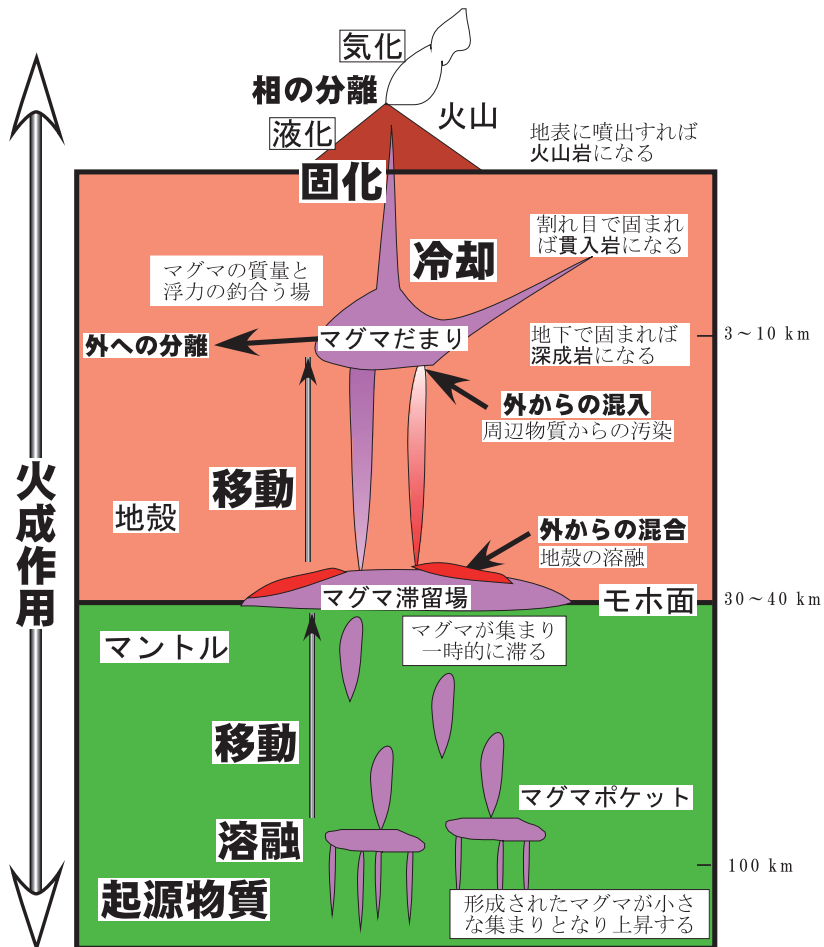 気化
相の分離
火山
液化
地表に噴出すれば
火山岩になる
固化
割れ目で固まれ
ば貫入岩になる
冷却
マグマの質量と
浮力の釣合う場
マグマだまり
外への分離
地下で固まれば
深成岩になる
3～10 km
外からの混入
周辺物質からの汚染
移動
地殻
外からの混合
地殻の溶融
火成作用
マグマ滞留場
モホ面
30～40 km
マグマが集まり
一時的に滞る
マントル
移動
マグマポケット
溶融
100 km
起源物質
形成されたマグマが小さ
な集まりとなり上昇する